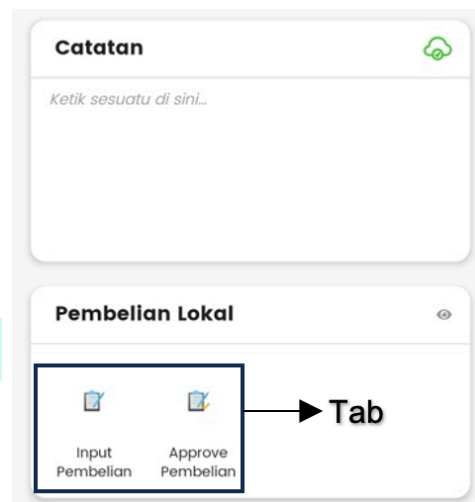 Catatan
Ketik sesuatu di sini...
Pembelian Lokal
Input Pembelian
Approve Pembelian
Tab